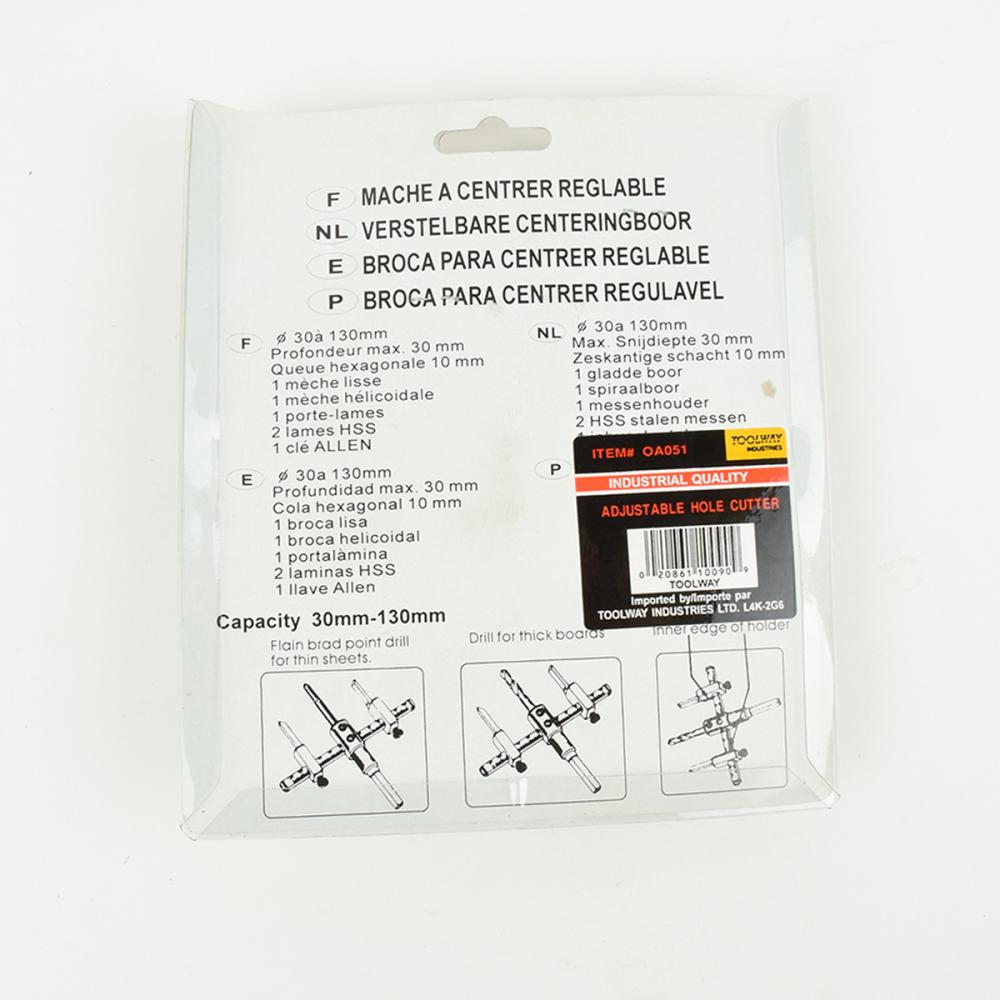 F MACHE A CENTRER REGLABLE
NL VERSTELBARE CENTERINGBOOR
E BROCA PARA CENTRER REGLABLE
P BROCA PARA CENTRER REGULAVEL
F ø 30à 130mm
Profondeur max. 30 mm
Queue hexagonale 10 mm
1 mèche lisse
1 mèche hélicoidale
1 porte-lames
2 lames HSS
1 clé ALLEN
NL ø 30a 130mm
Max. Snijdiepte 30 mm
Zeskantige schacht 10 mm
1 gladde boor
1 spiraalboor
1 messenhouder
2 HSS stalen messen
E ø 30a 130mm
Profundidad max. 30 mm
Cola hexagonal 10 mm
1 broca lisa
1 broca helicoidal
1 portalàmina
2 laminas HSS
1 llave Allen
P
ITEM# OA051
TOOLWAY
INDUSTRIES
INDUSTRIAL QUALITY
ADJUSTABLE HOLE CUTTER
0 20861 10090 9
TOOLWAY
Imported by/Importe par
TOOLWAY INDUSTRIES LTD. L4K-2G6
Capacity 30mm-130mm
Flain brad point drill
for thin sheets.
Drill for thick boards
Inner edge of holder